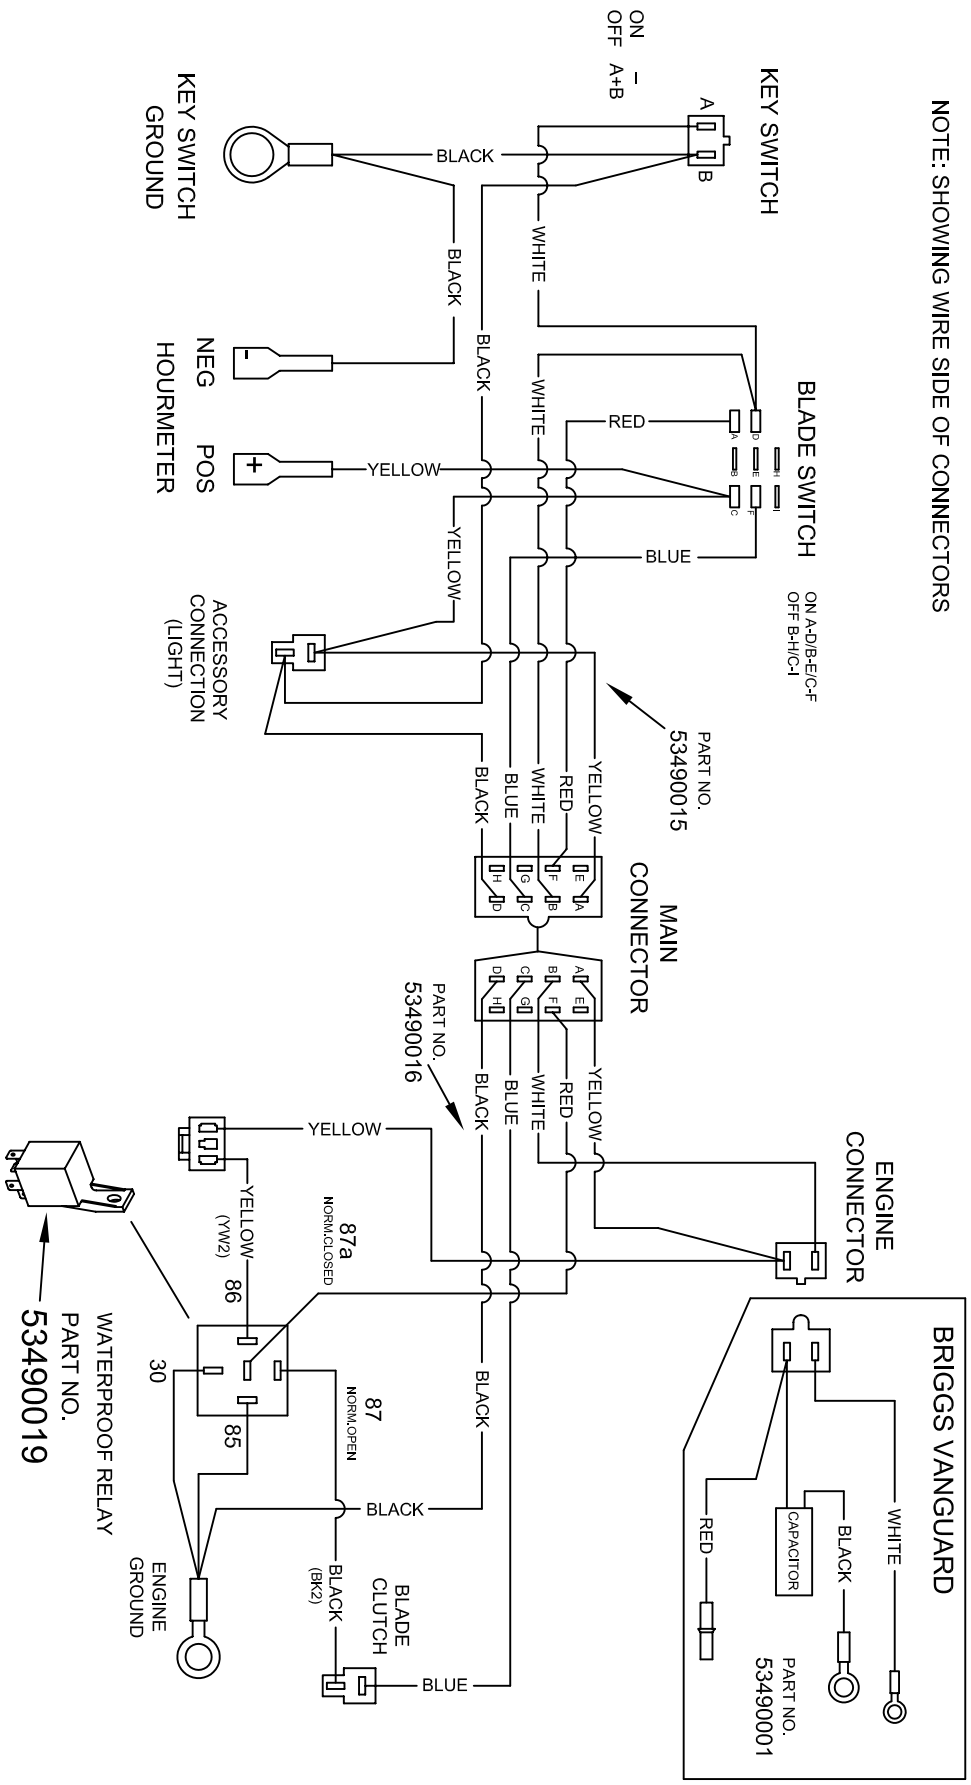 NOTE: SHOWING WIRE SIDE OF CONNECTORS
KEY SWITCH
A
B
ON –
OFF A+B
BLADE SWITCH
ON A-D/B-E/C-F
OFF B-H/C-I
H
I
D
E
F
A
B
C
KEY SWITCH
GROUND
BLACK
BLACK
WHITE
BLACK
WHITE
RED
YELLOW
YELLOW
BLUE
NEG
-
POS
+
HOURMETER
ACCESSORY
CONNECTION
(LIGHT)
PART NO.
53490015
YELLOW
RED
WHITE
BLUE
BLACK
MAIN
CONNECTOR
E
F
G
H
A
B
C
D
A
B
C
D
E
F
G
H
PART NO.
53490016
YELLOW
RED
WHITE
BLUE
BLACK
ENGINE
CONNECTOR
BRIGGS VANGUARD
WHITE
BLACK
CAPACITOR
RED
PART NO.
53490001
YELLOW
YELLOW
(YW2)
87a
NORM.CLOSED
86
30
85
87
NORM.OPEN
BLACK
BLACK
BLACK
(BK2)
BLUE
BLADE
CLUTCH
ENGINE
GROUND
WATERPROOF RELAY
PART NO.
53490019